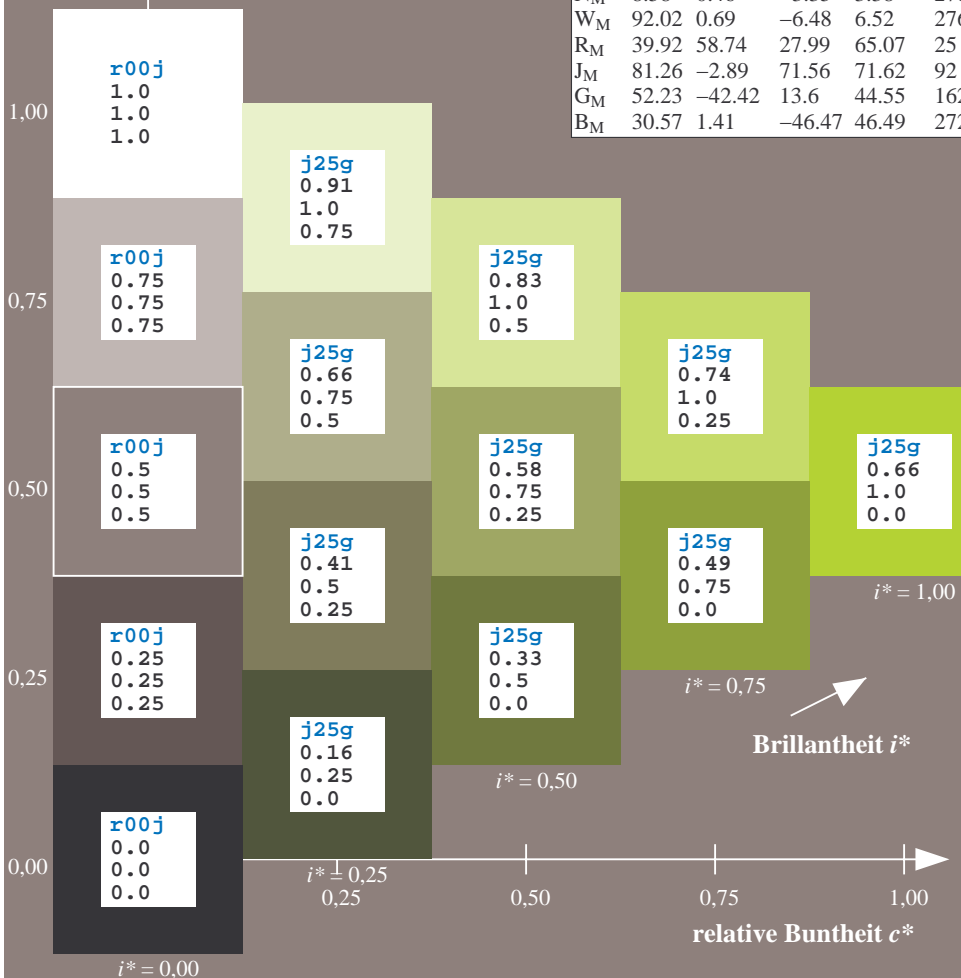 W_M 92.02 0.69 −6.48 6.52
R_M 39.92 58.74 27.99 65.07 25
J_M 81.26 −2.89 71.56 71.62 92
G_M 52.23 −42.42 13.6 44.55
B_M 30.57 1.41 −46.47 46.49
1,00
r00j
1.0
1.0
1.0
j25g
0.91
1.0
0.75
0,75
r00j
0.75
0.75
0.75
j25g
0.83
1.0
0.5
j25g
0.66
0.75
0.5
j25g
0.74
1.0
0.25
0,50
r00j
0.5
0.5
0.5
j25g
0.58
0.75
0.25
j25g
0.66
1.0
0.0
j25g
0.41
0.5
0.25
j25g
0.49
0.75
0.0
i* = 1,00
0,25
r00j
0.25
0.25
0.25
j25g
0.33
0.5
0.0
i* = 0,75
j25g
0.16
0.25
0.0
Brillantheit i*
i* = 0,50
r00j
0.0
0.0
0.0
0,00
i* = 0,25
0,25
0,50
0,75
1,00
relative Buntheit c*
i* = 0,00